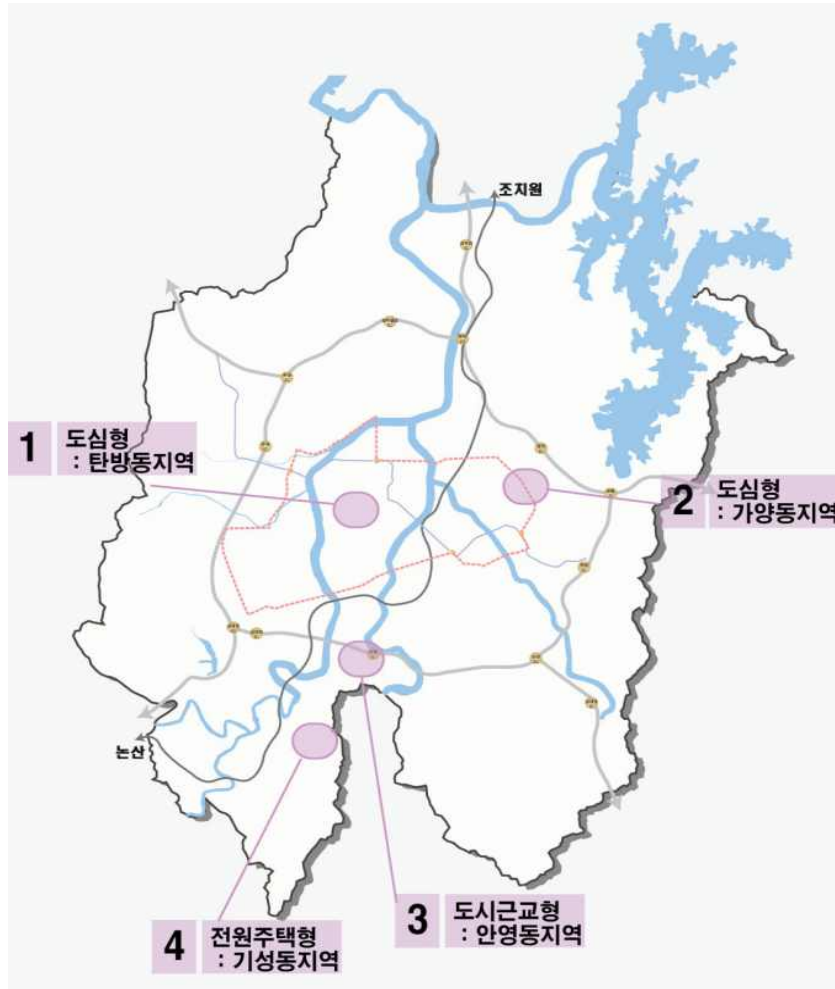 조지원
1
도심형
: 탄방동지역
2
도심형
: 가양동지역
논산
3
도시근교형
: 안영동지역
4
전원주택형
: 기성동지역